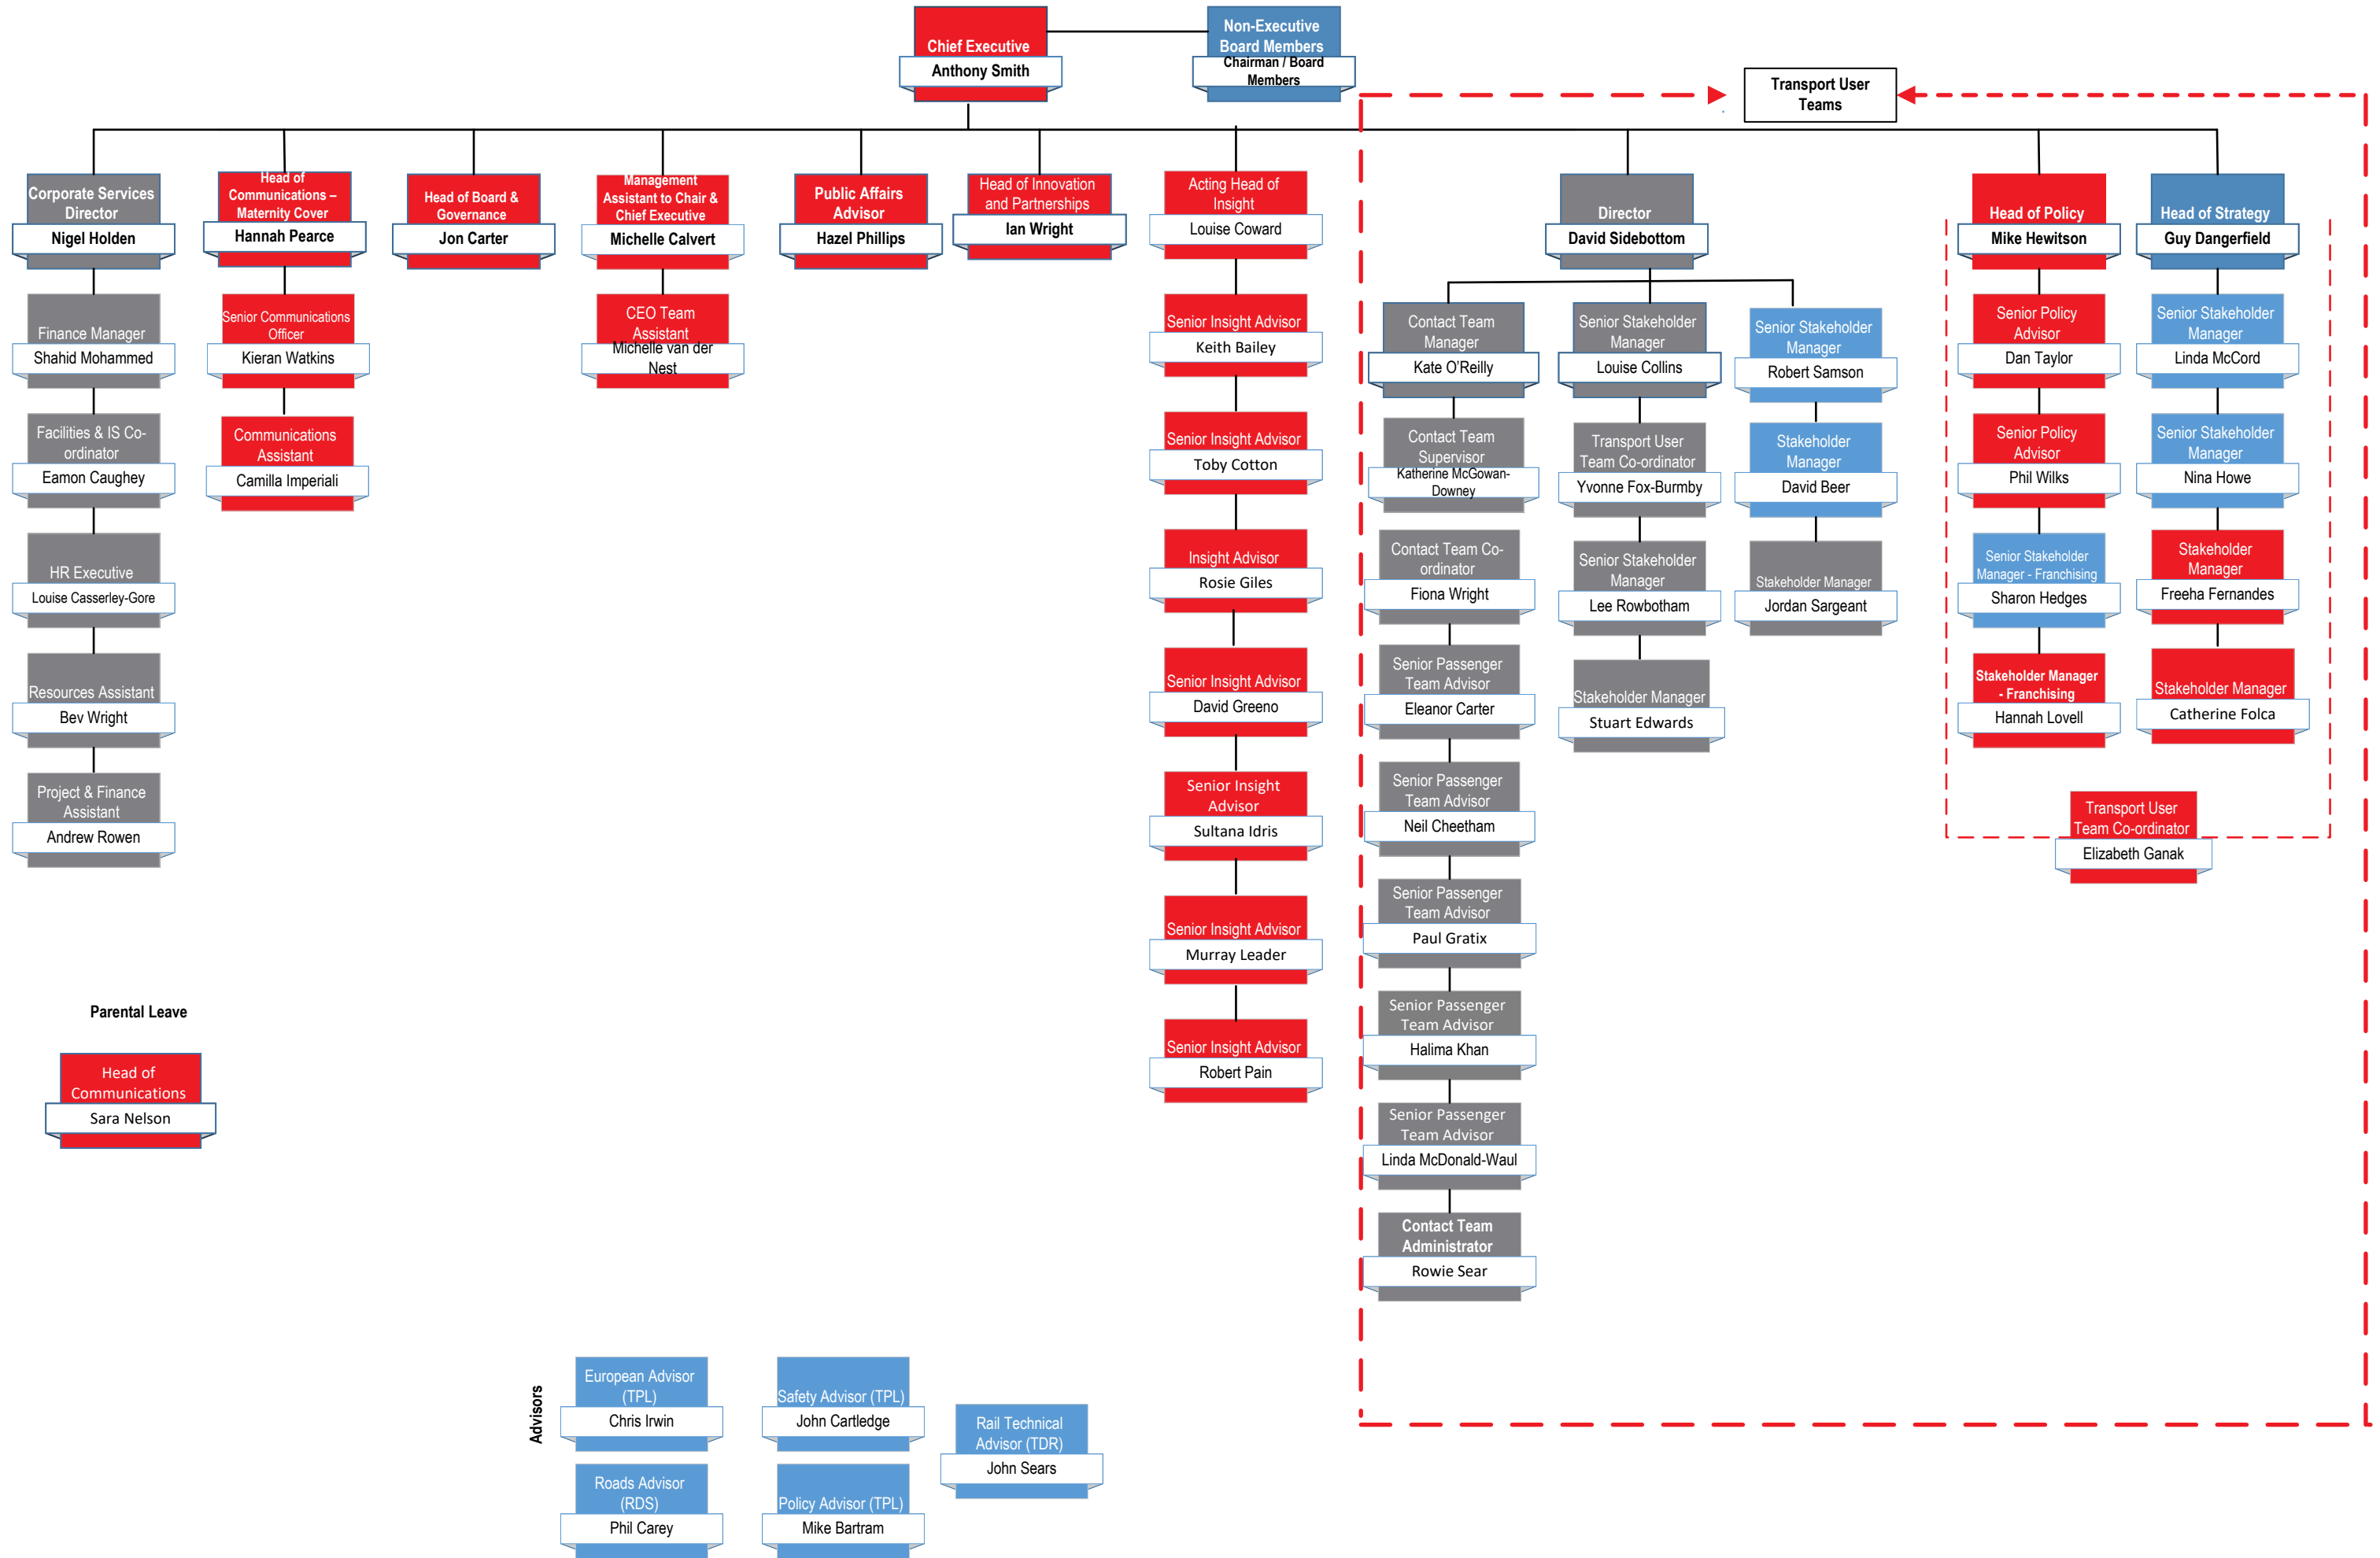 Chief Executive
Anthony Smith
Non-Executive
Board Members
Chairman / Board
Members
Transport User
Teams
Corporate Services
Director
Nigel Holden
Finance Manager
Shahid Mohammed
Facilities & IS Co-
ordinator
Eamon Caughey
HR Executive
Louise Casserley-Gore
Resources Assistant
Bev Wright
Project & Finance
Assistant
Andrew Rowen
Head of
Communications –
Maternity Cover
Hannah Pearce
Senior Communications
Officer
Kieran Watkins
Communications
Assistant
Camilla Imperiali
Head of Board &
Governance
Jon Carter
Management
Assistant to Chair &
Chief Executive
Michelle Calvert
CEO Team
Assistant
Michelle van der
Nest
Public Affairs
Advisor
Hazel Phillips
Head of Innovation
and Partnerships
Ian Wright
Acting Head of
Insight
Louise Coward
Senior Insight Advisor
Keith Bailey
Senior Insight Advisor
Toby Cotton
Insight Advisor
Rosie Giles
Senior Insight Advisor
David Greeno
Senior Insight
Advisor
Sultana Idris
Senior Insight Advisor
Murray Leader
Senior Insight Advisor
Robert Pain
Director
David Sidebottom
Contact Team
Manager
Kate O'Reilly
Contact Team
Supervisor
Katherine McGowan-
Downey
Contact Team Co-
ordinator
Fiona Wright
Senior Passenger
Team Advisor
Eleanor Carter
Senior Passenger
Team Advisor
Neil Cheetham
Senior Passenger
Team Advisor
Paul Gratix
Senior Passenger
Team Advisor
Halima Khan
Senior Passenger
Team Advisor
Linda McDonald-Waul
Contact Team
Administrator
Rowie Sear
Senior Stakeholder
Manager
Louise Collins
Transport User
Team Co-ordinator
Yvonne Fox-Burmby
Senior Stakeholder
Manager
Lee Rowbotham
Stakeholder Manager
Stuart Edwards
Senior Stakeholder
Manager
Robert Samson
Stakeholder
Manager
David Beer
Stakeholder Manager
Jordan Sargeant
Head of Policy
Mike Hewitson
Senior Policy
Advisor
Dan Taylor
Senior Policy
Advisor
Phil Wilks
Senior Stakeholder
Manager - Franchising
Sharon Hedges
Stakeholder Manager
- Franchising
Hannah Lovell
Head of Strategy
Guy Dangerfield
Senior Stakeholder
Manager
Linda McCord
Senior Stakeholder
Manager
Nina Howe
Stakeholder
Manager
Freeha Fernandes
Stakeholder Manager
Catherine Folca
Transport User
Team Co-ordinator
Elizabeth Ganak
Parental Leave
Head of
Communications
Sara Nelson
Advisors
European Advisor
(TPL)
Chris Irwin
Safety Advisor (TPL)
John Cartledge
Rail Technical
Advisor (TDR)
John Sears
Roads Advisor
(RDS)
Phil Carey
Policy Advisor (TPL)
Mike Bartram